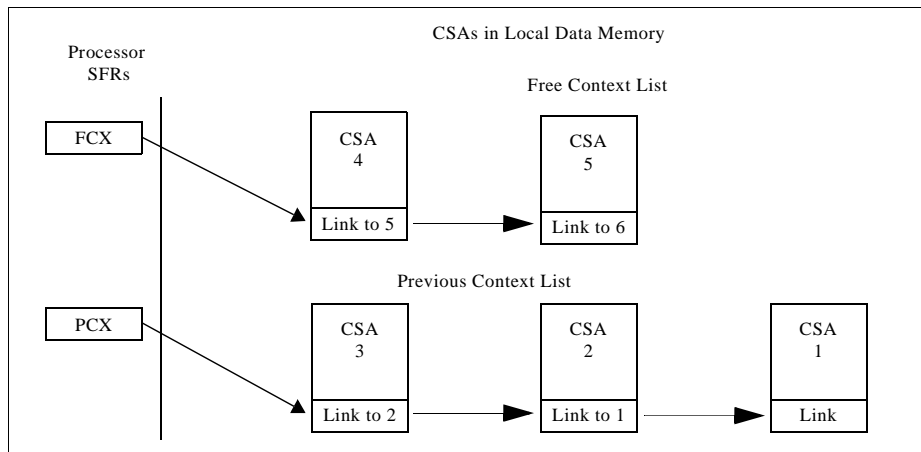 CSAs in Local Data Memory
Processor
SFRs
Free Context List
FCX
CSA
4
Link to 5
CSA
5
Link to 6
Previous Context List
PCX
CSA
3
Link to 2
CSA
2
Link to 1
CSA
1
Link